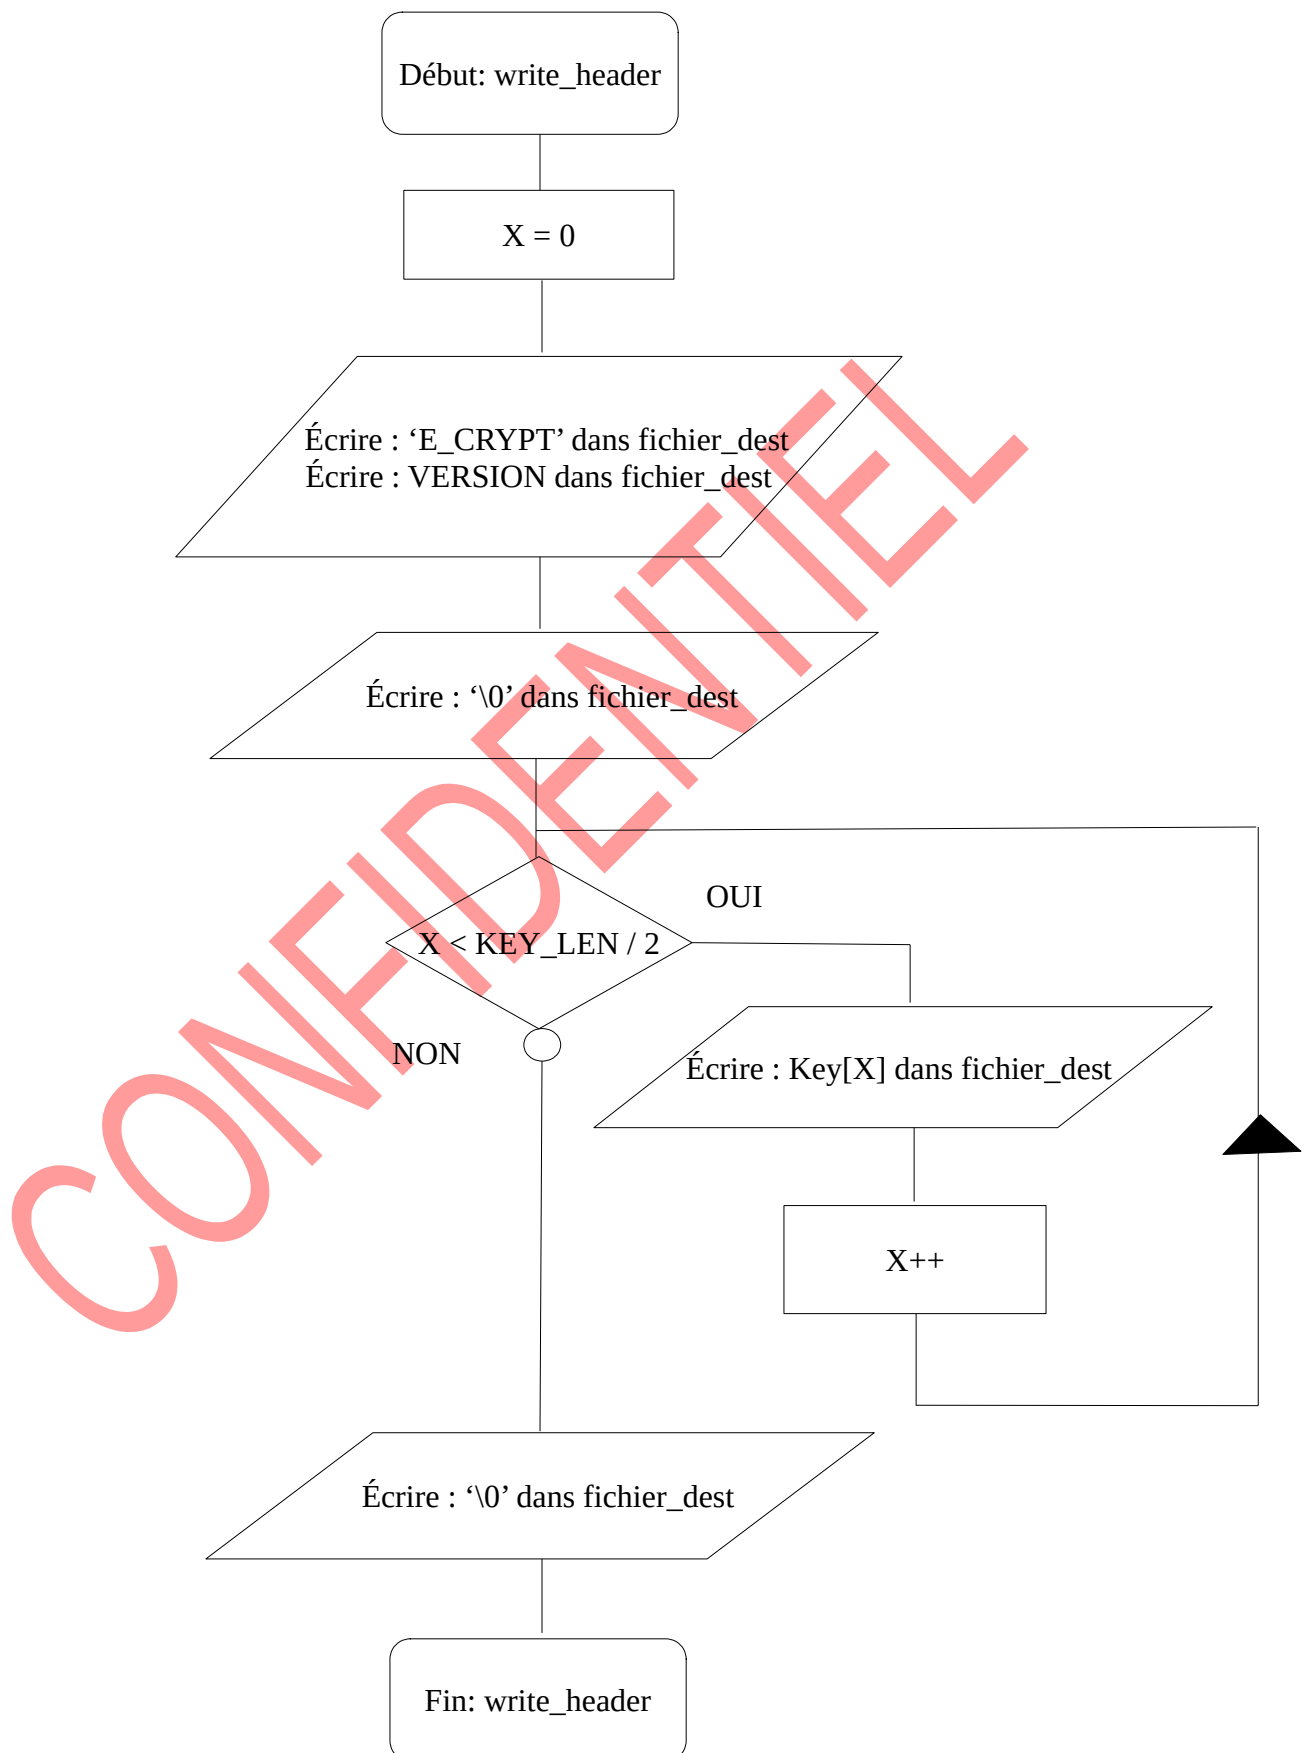 Début: write_header
X = 0
Écrire : ‘E_CRYPT’ dans fichier_dest
Écrire : VERSION dans fichier_dest
Écrire : ‘\0’ dans fichier_dest
OUI
X < KEY_LEN / 2
NON
Écrire : Key[X] dans fichier_dest
X++
Écrire : ‘\0’ dans fichier_dest
Fin: write_header
CONFIDENTIEL